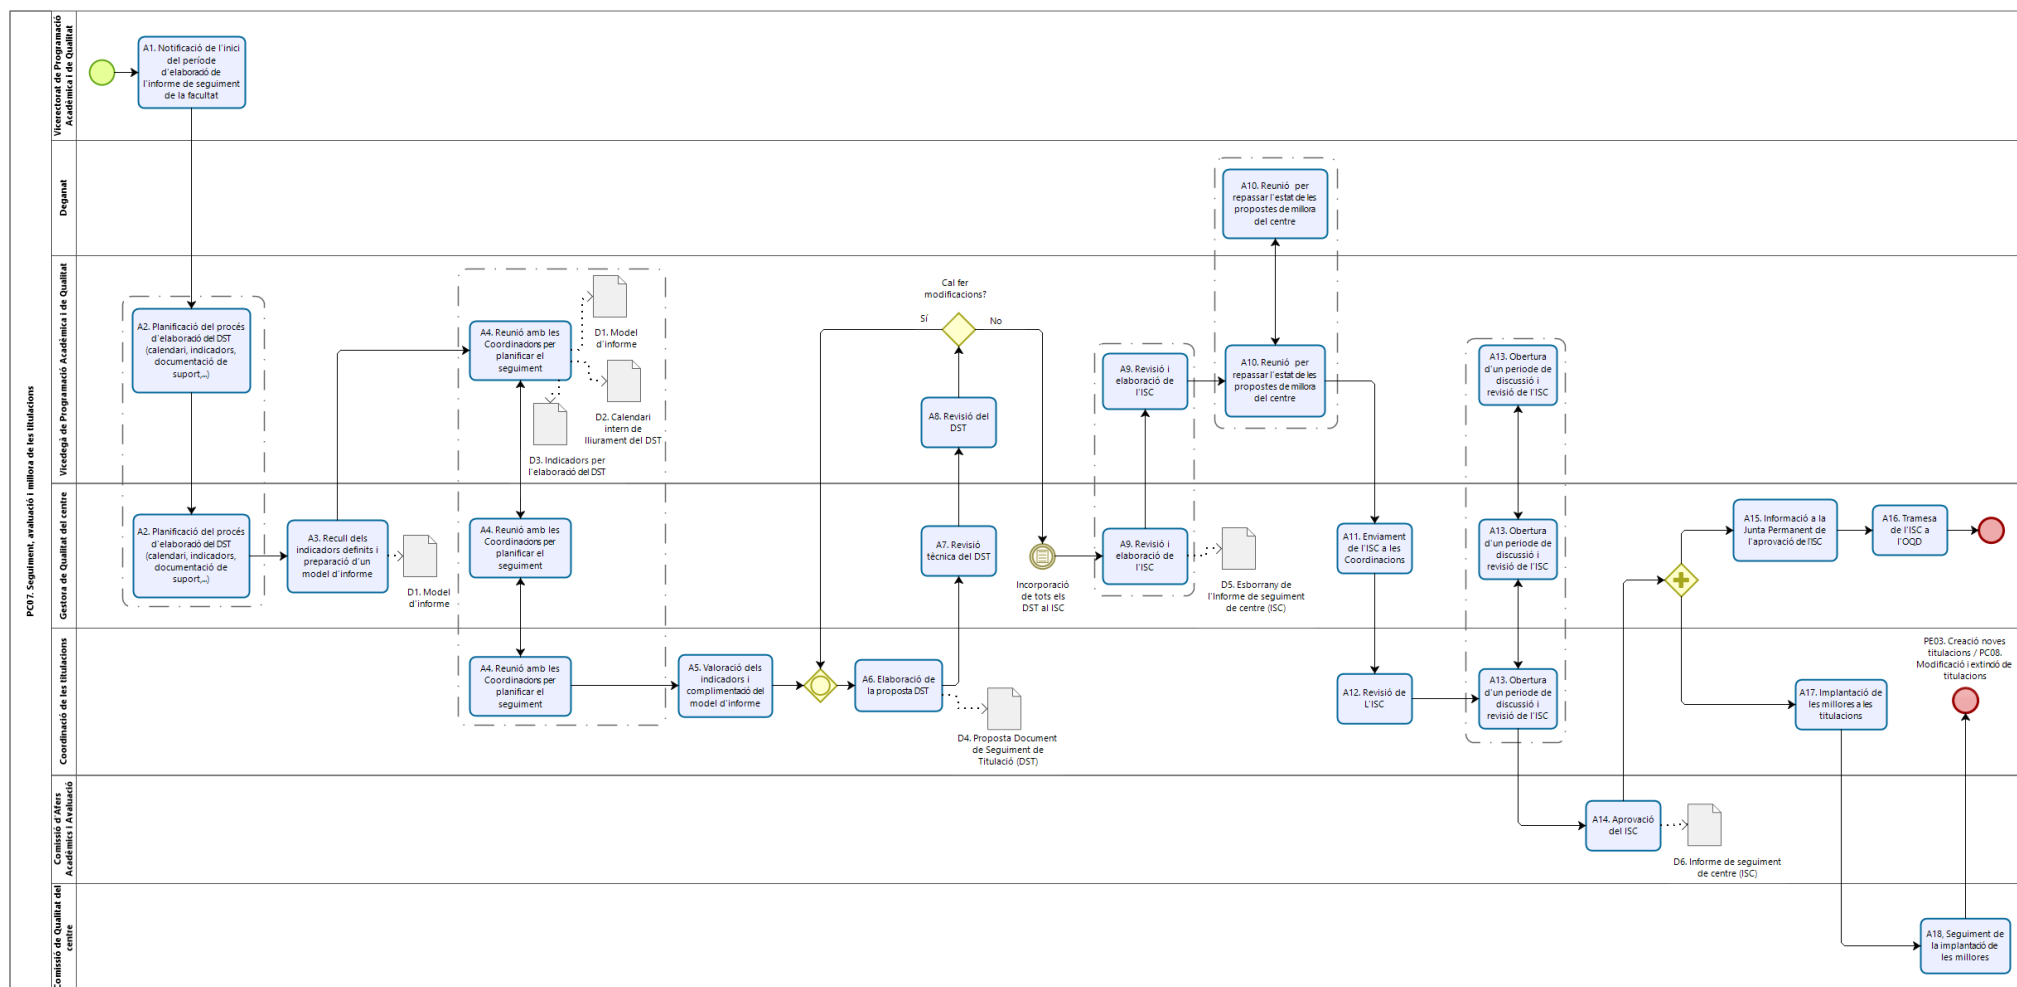 PC07. Seguiment, avaluació i millora de les titulacions
Vicerectorat de Programació
Acadèmica i de Qualitat
A1. Notificació de l'inici
del període
d'elaboració de
l'informe de seguiment
de la facultat
Deganat
A10. Reunió per
repassar l'estat de les
propostes de millora
del centre
Vicedegà de Programació Acadèmica i de Qualitat
A2. Planificació del procés
d'elaboració del DST
(calendari, indicadors,
documentació de
suport,...)
A4. Reunió amb les
Coordinadons per
planificar el
seguiment
D1. Model
d'informe
D2. Calendari
intern de
lliurament del DST
D3. Indicadors per
l'elaboració del DST
Cal fer
modificacions?
Sí
No
A8. Revisió del
DST
A9. Revisió i
elaboració de
l'ISC
A10. Reunió per
repassar l'estat de les
propostes de millora
del centre
A13. Obertura
d'un periode de
discussió i
revisió de l'ISC
Gestora de Qualitat del centre
A2. Planificació del procés
d'elaboració del DST
(calendari, indicadors,
documentació de
suport,...)
A3. Recull dels
indicadors definits i
preparació d'un
model d'informe
D1. Model
d'informe
A4. Reunió amb les
Coordinadons per
planificar el
seguiment
A7. Revisió
tècnica del DST
Incorporació
de tots els
DST al ISC
A9. Revisió i
elaboració de
l'ISC
D5. Esborrany de
l'Informe de seguiment
de centre (ISC)
A11. Enviament
de l'ISC a les
Coordinacions
A13. Obertura
d'un periode de
discussió i
revisió de l'ISC
A15. Informació a la
Junta Permanent de
l'aprovació de l'ISC
A16. Tramesa
de l'ISC a
l'OQD
Coordinació de les titulacions
A4. Reunió amb les
Coordinadons per
planificar el
seguiment
A5. Valoració dels
indicadors i
complimentació del
model d'informe
A6. Elaboració de
la proposta DST
D4. Proposta Document
de Seguiment de
Titulació (DST)
A12. Revisió de
L'ISC
A13. Obertura
d'un periode de
discussió i
revisió de l'ISC
A17. Implantació de
les millores a les
titulacions
PE03. Creació noves
titulacions / PC08.
Modificació i extinció de
titulacions
Comissió d'Afers
Acadèmics i Avaluació
A14. Aprovació
del ISC
D6. Informe de seguiment
de centre (ISC)
Comissió de Qualitat del
centre
A18, Seguiment de
la implantació de
les millores